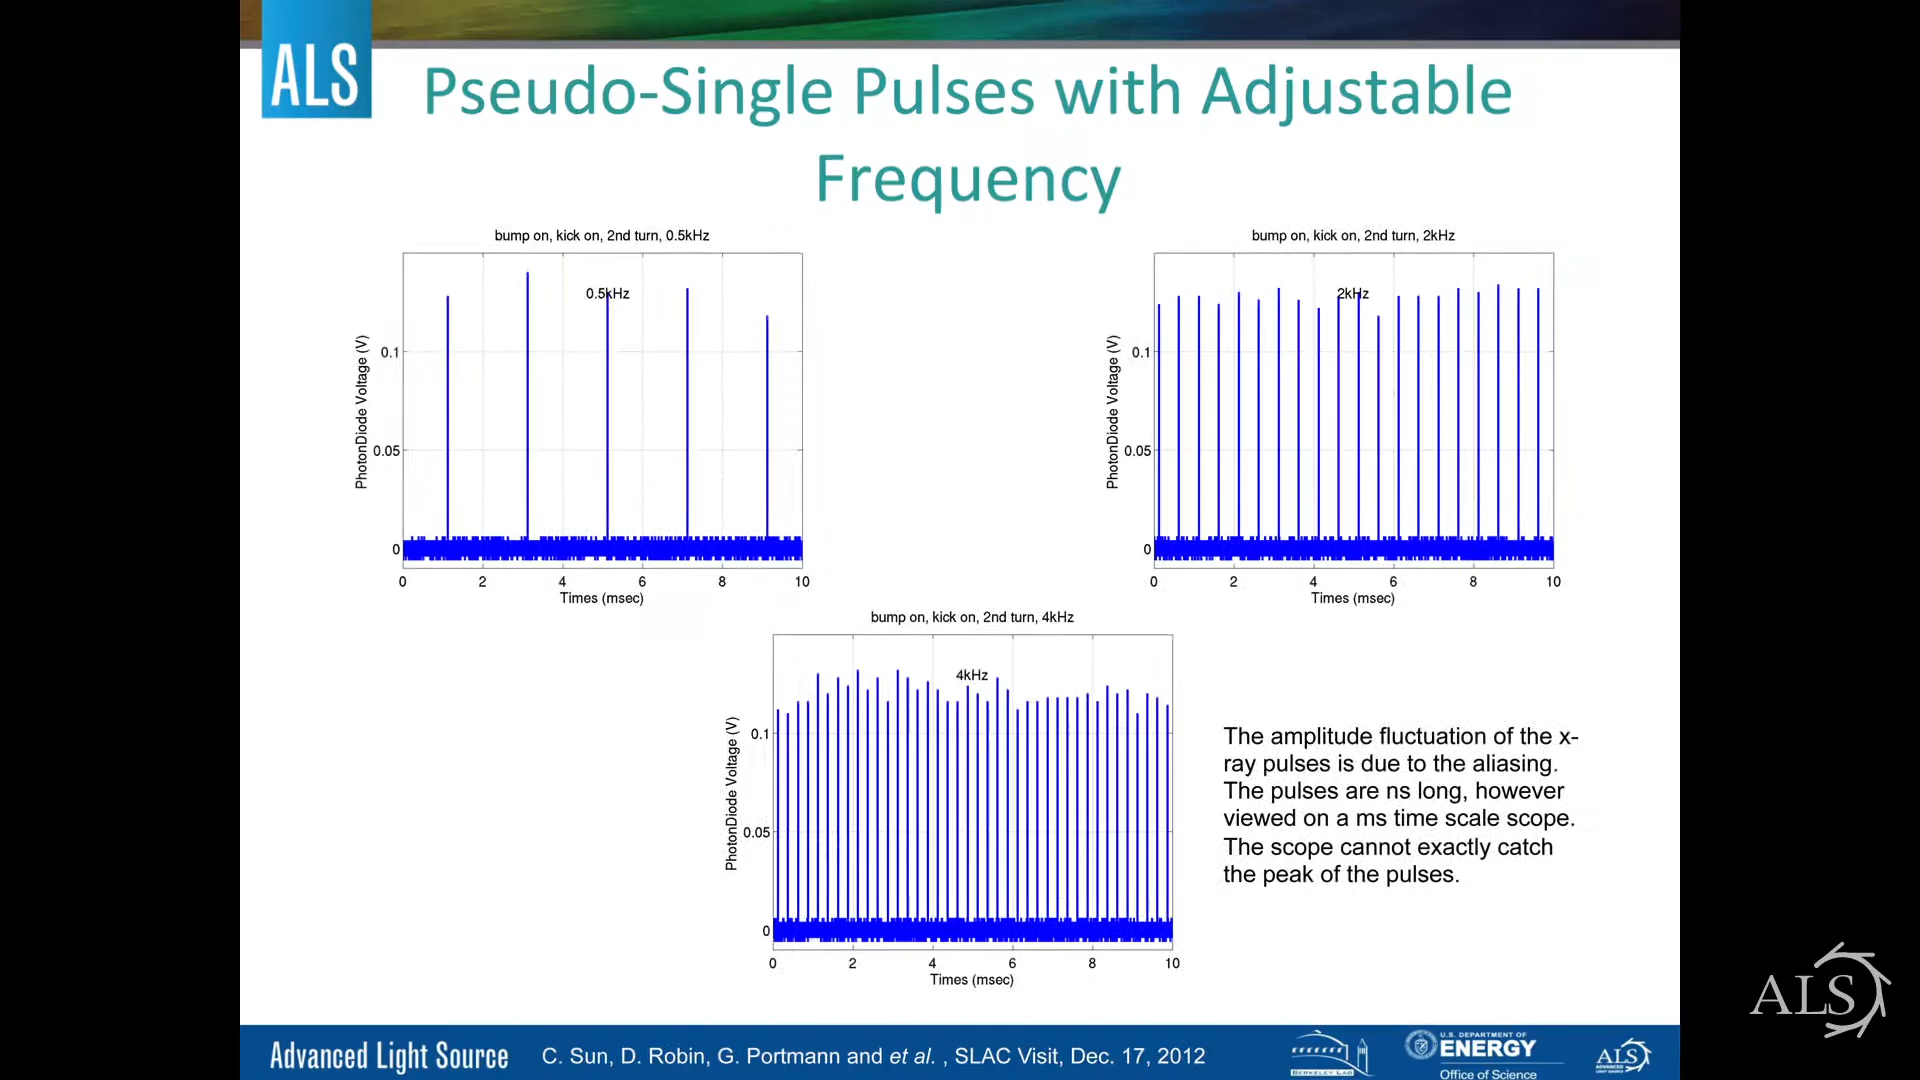 ALS
Pseudo-Single Pulses with Adjustable
Frequency
bump on, kick on, 2nd turn, 0.5kHz
0.5kHz
PhotonDiode Voltage (V)
0.1
0.05
0
0 2 4 6 8 10
Times (msec)
bump on, kick on, 2nd turn, 2kHz
2kHz
PhotonDiode Voltage (V)
0.1
0.05
0
0 2 4 6 8 10
Times (msec)
bump on, kick on, 2nd turn, 4kHz
4kHz
PhotonDiode Voltage (V)
0.1
0.05
0
0 2 4 6 8 10
Times (msec)
The amplitude fluctuation of the x-
ray pulses is due to the aliasing.
The pulses are ns long, however
viewed on a ms time scale scope.
The scope cannot exactly catch
the peak of the pulses.
ALS
Advanced Light Source
C. Sun, D. Robin, G. Portmann and et al. , SLAC Visit, Dec. 17, 2012
BERKELEY LAB
U.S. DEPARTMENT OF
ENERGY
Office of Science
ALS